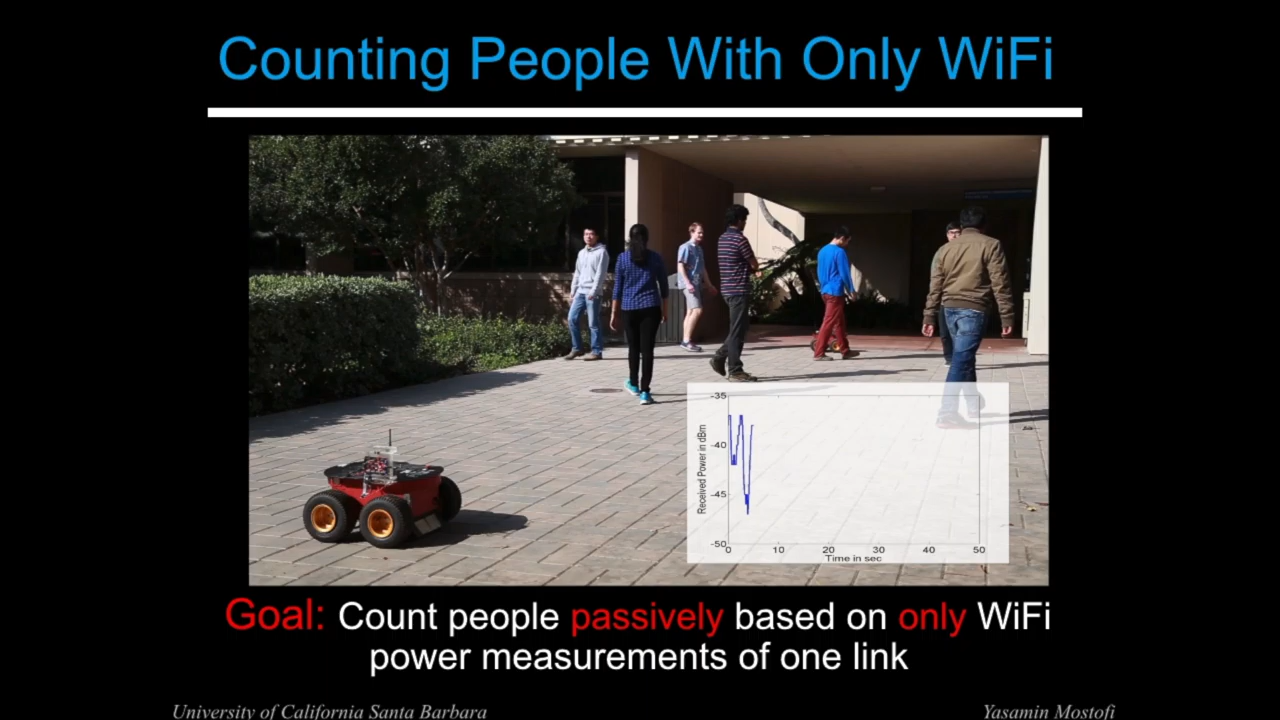 Counting People With Only WiFi
-35
-40
-45
-50
Received Power in dBm
0 10 20 30 40 50
Time in sec
Goal: Count people passively based on only WiFi
power measurements of one link
University of California Santa Barbara
Yasamin Mostofi